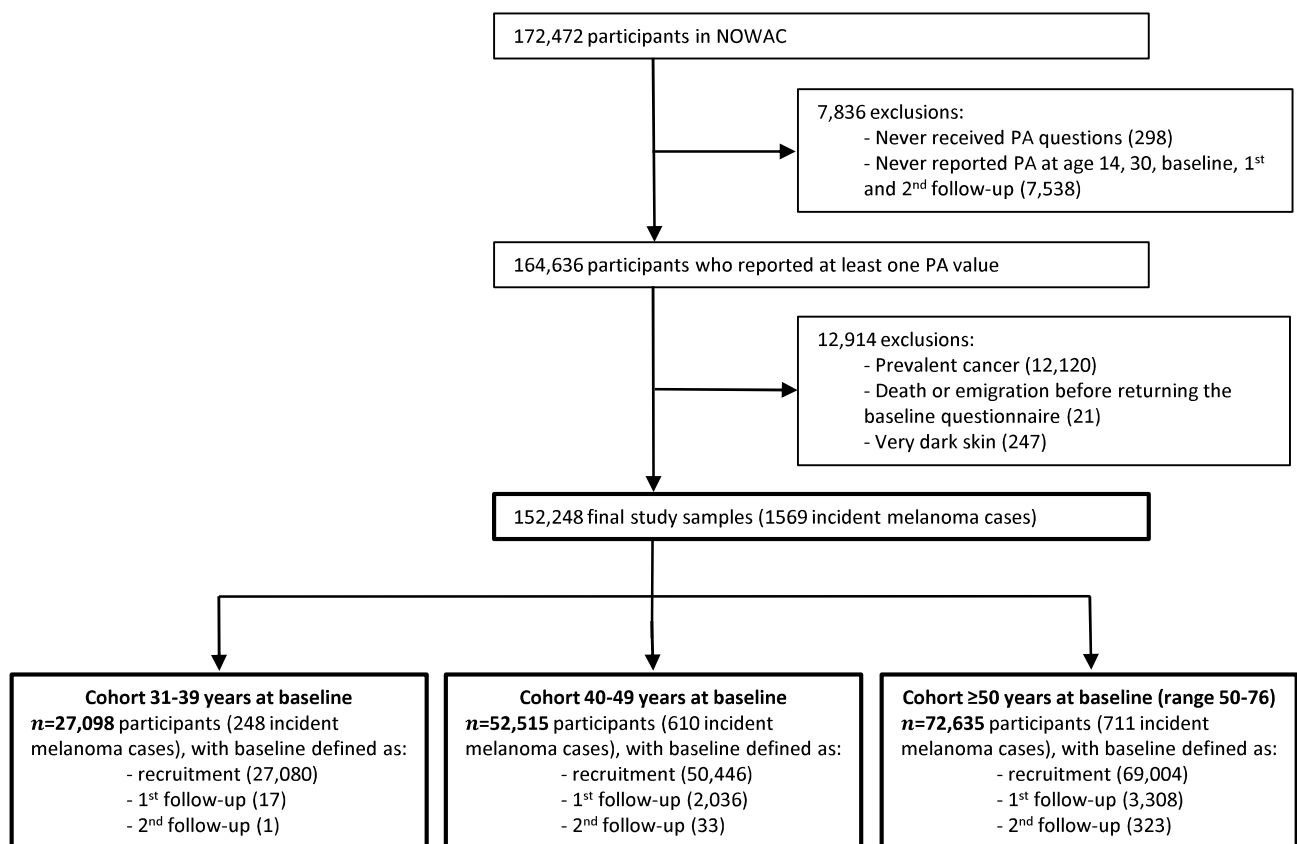 172,472 participants in NOWAC
7,836 exclusions:
- Never received PA questions (298)
- Never reported PA at age 14, 30, baseline, 1st
and 2nd follow-up (7,538)
164,636 participants who reported at least one PA value
12,914 exclusions:
- Prevalent cancer (12,120)
- Death or emigration before returning the
baseline questionnaire (21)
- Very dark skin (247)
152,248 final study samples (1569 incident melanoma cases)
Cohort 31-39 years at baseline
n=27,098 participants (248 incident
melanoma cases), with baseline defined as:
- recruitment (27,080)
- 1st follow-up (17)
- 2nd follow-up (1)
Cohort 40-49 years at baseline
n=52,515 participants (610 incident
melanoma cases), with baseline defined as:
- recruitment (50,446)
- 1st follow-up (2,036)
- 2nd follow-up (33)
Cohort ≥50 years at baseline (range 50-76)
n=72,635 participants (711 incident
melanoma cases), with baseline defined as:
- recruitment (69,004)
- 1st follow-up (3,308)
- 2nd follow-up (323)